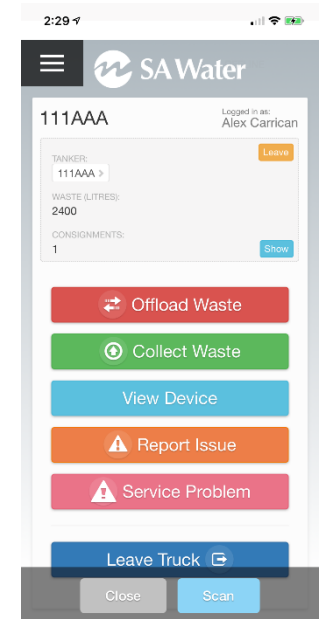 2:29
SA Water
111AAA
Logged in as:
Alex Carrican
TANKER:
Leave
111AAA >
WASTE (LITRES):
2400
CONSIGNMENTS:
1
Show
Offload Waste
Collect Waste
View Device
Report Issue
Service Problem
Leave Truck
Close
Scan